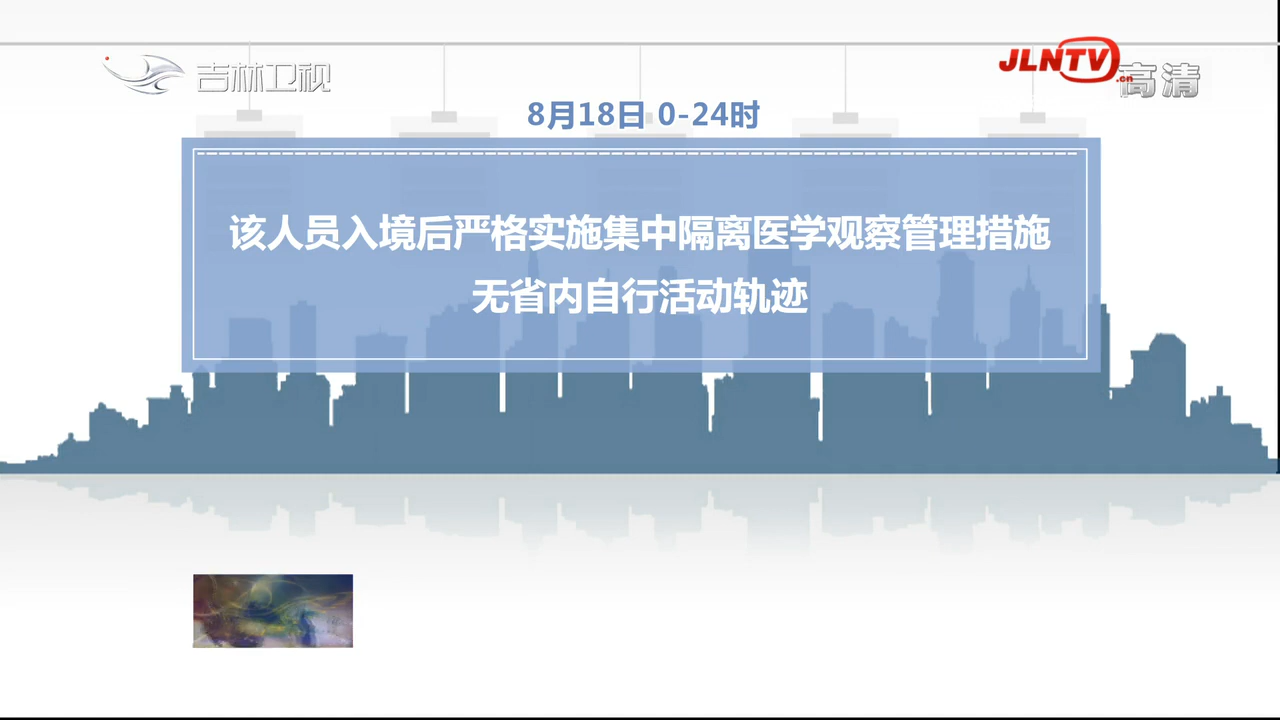 吉林卫视
JLNTV.cn
高清
8月18日 0-24时
该人员入境后严格实施集中隔离医学观察管理措施
无省内自行活动轨迹